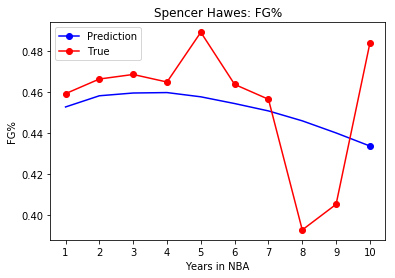 Spencer Hawes: FG%
Prediction
True
FG%
0.48
0.46
0.44
0.42
0.40
1 2 3 4 5 6 7 8 9 10
Years in NBA